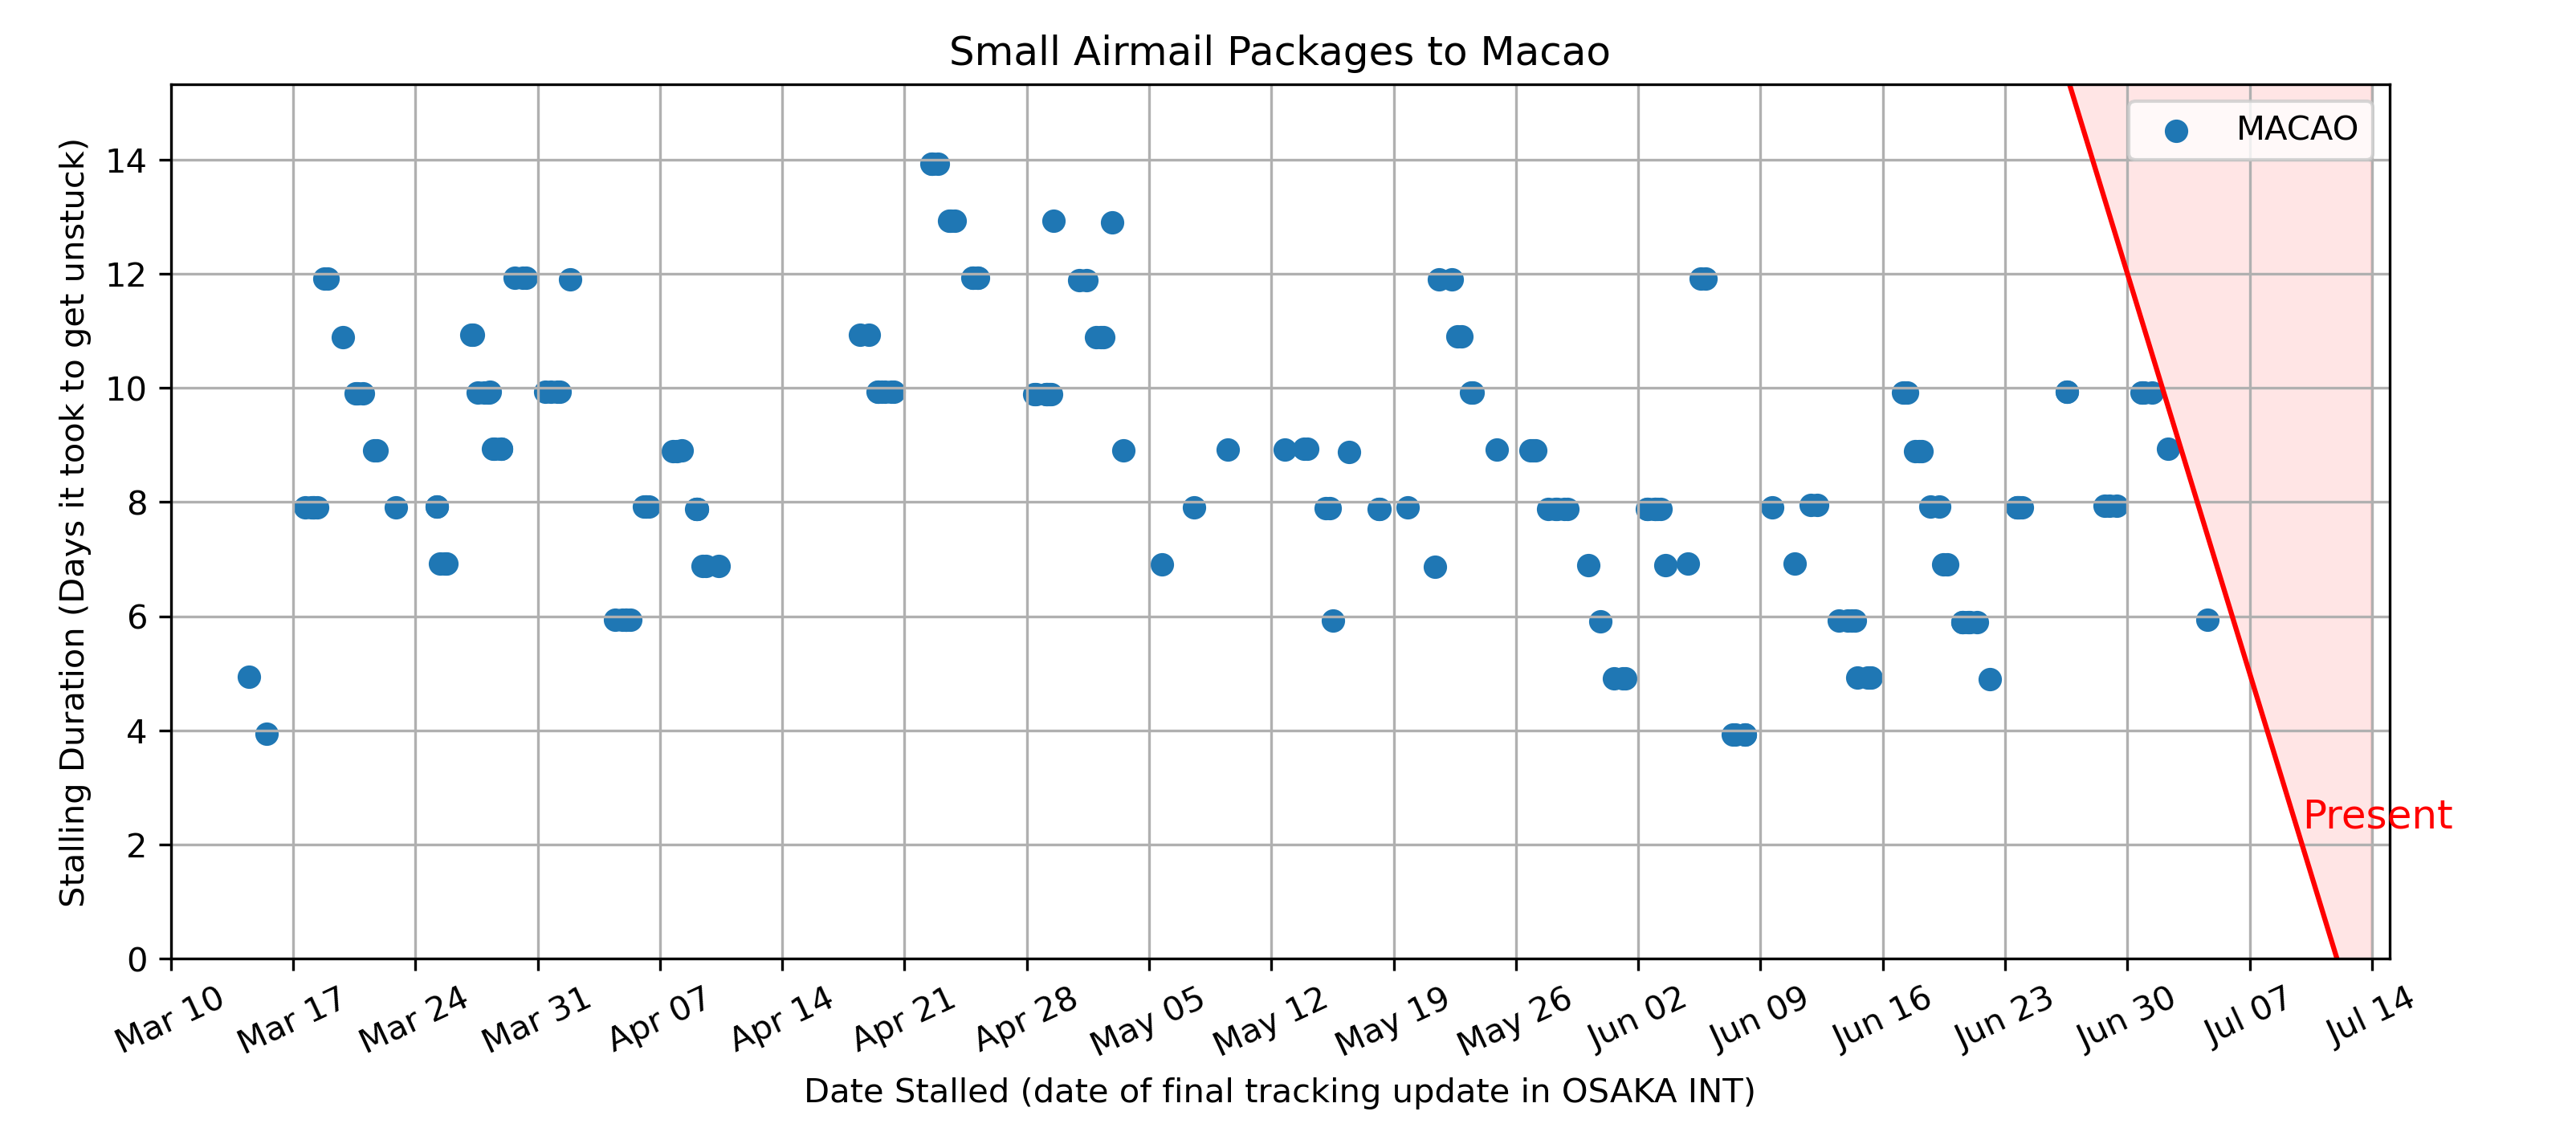 Small Airmail Packages to Macao
MACAO
Stalling Duration (Days it took to get unstuck)
14
12
10
8
6
4
2
0
Present
Mar 10 Mar 17 Mar 24 Mar 31 Apr 07 Apr 14 Apr 21 Apr 28 May 05 May 12 May 19 May 26 Jun 02 Jun 09 Jun 16 Jun 23 Jun 30 Jul 07 Jul 14
Date Stalled (date of final tracking update in OSAKA INT)